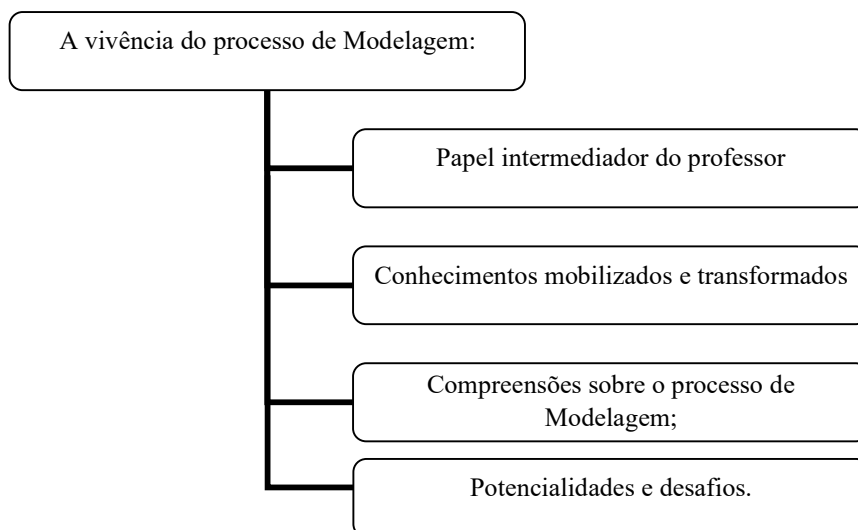 A vivência do processo de Modelagem:
Papel intermediador do professor
Conhecimentos mobilizados e transformados
Compreensões sobre o processo de
Modelagem;
Potencialidades e desafios.